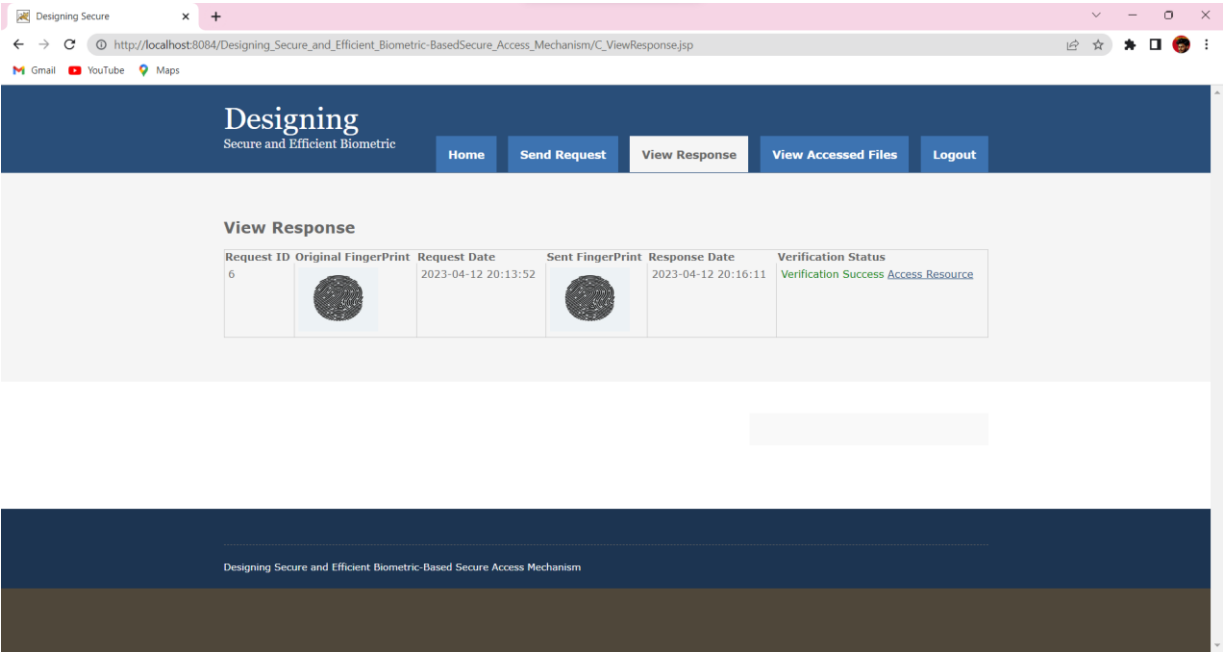 Designing Secure
http://localhost:8084/Designing_Secure_and_Efficient_Biometric-BasedSecure_Access_Mechanism/C_ViewResponse.jsp
Gmail YouTube Maps
Designing
Secure and Efficient Biometric
Home Send Request View Response View Accessed Files Logout
View Response
Request ID Original FingerPrint Request Date Sent FingerPrint Response Date Verification Status
6 2023-04-12 20:13:52 2023-04-12 20:16:11 Verification Success Access Resource
Designing Secure and Efficient Biometric-Based Secure Access Mechanism